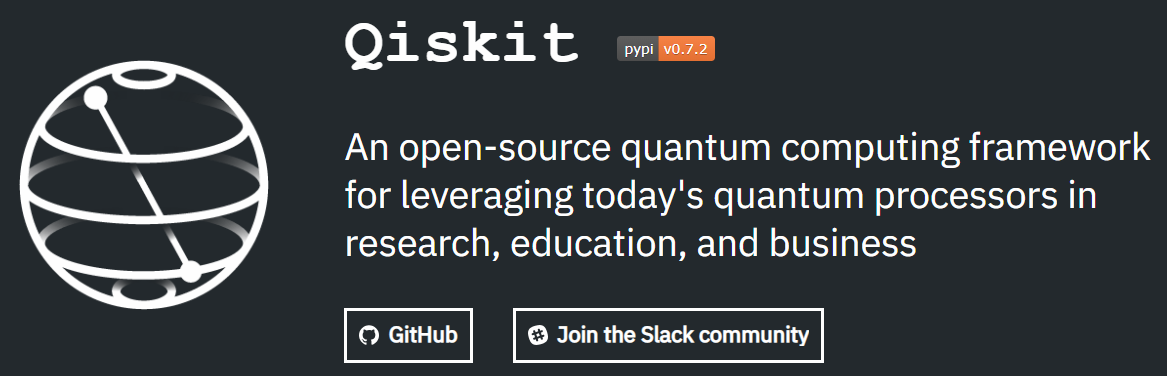 Qiskit
pypi v0.7.2
An open-source quantum computing framework
for leveraging today's quantum processors in
research, education, and business
GitHub
Join the Slack community